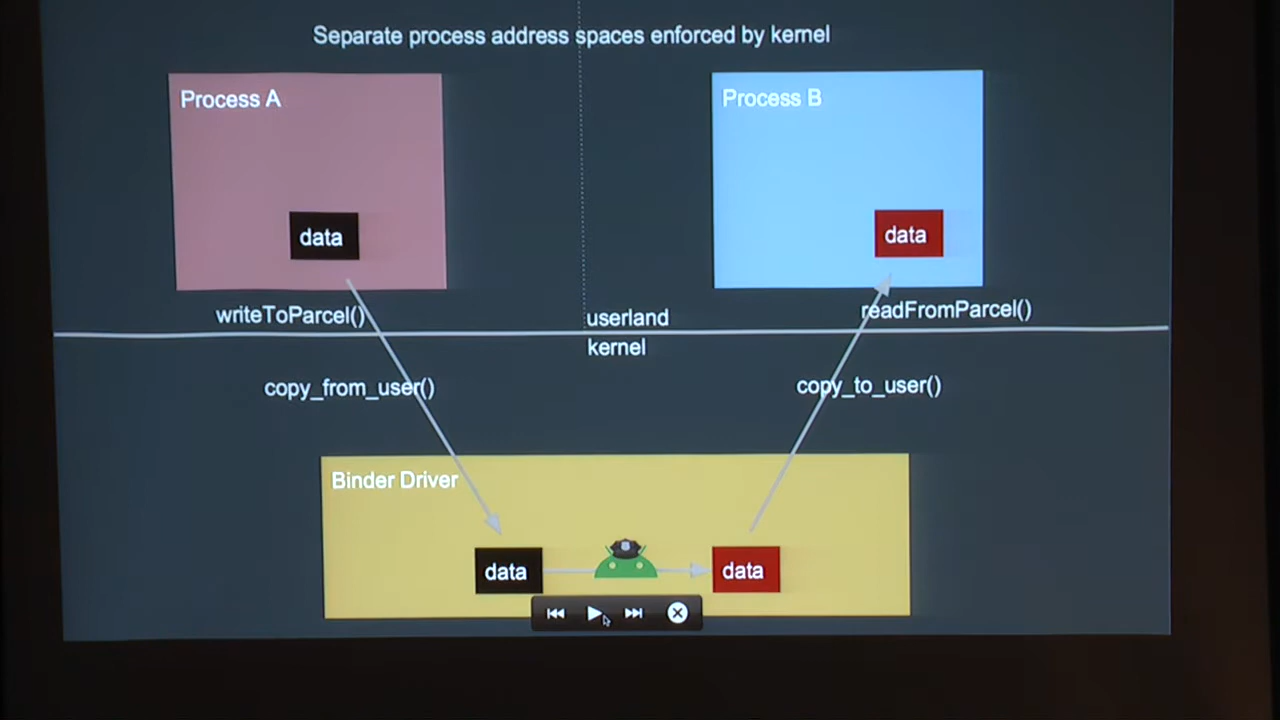 Separate process address spaces enforced by kernel
Process A
Process B
data
data
writeToParcel()
userland
readFromParcel()
kernel
copy_from_user()
copy_to_user()
Binder Driver
data
data